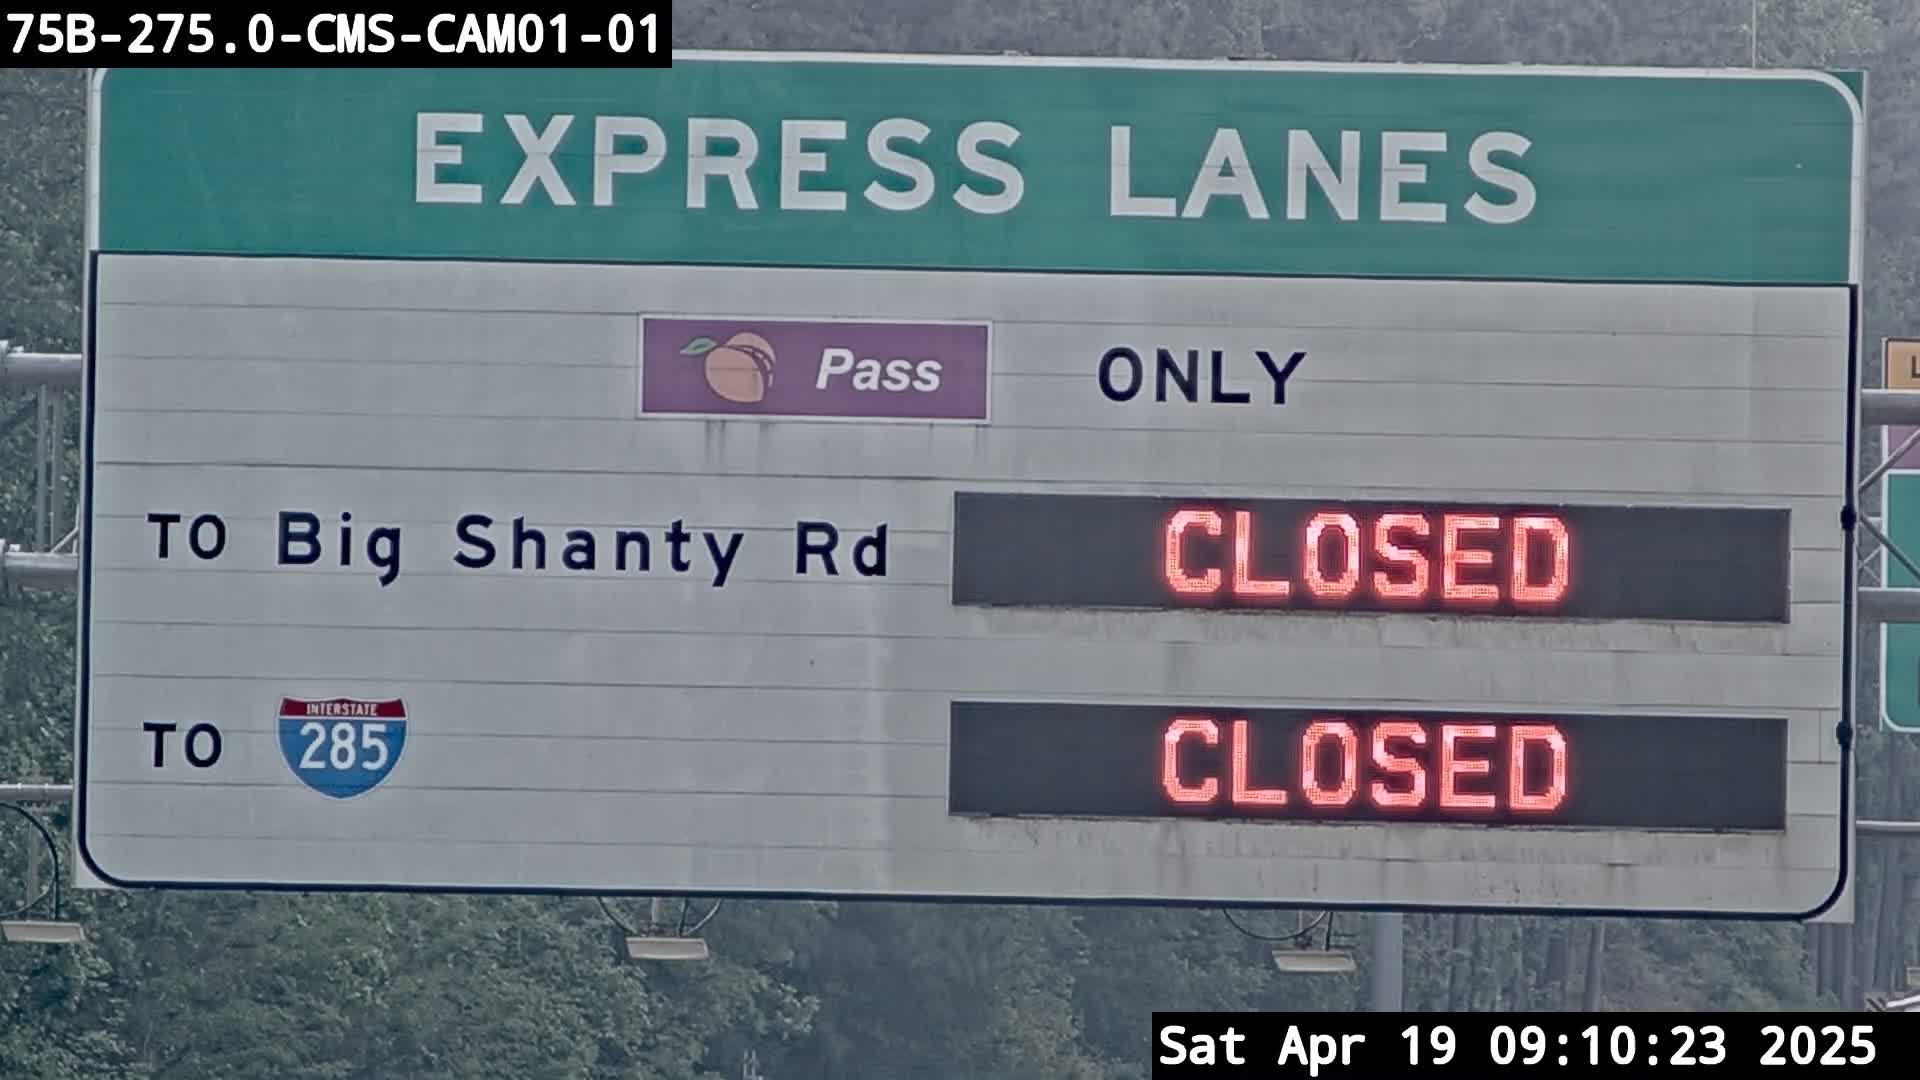 75B-275.0-CMS-CAM01-01
EXPRESS LANES
Pass ONLY
TO Big Shanty Rd CLOSED
TO INTERSTATE 285 CLOSED
Sat Apr 19 09:10:23 2025